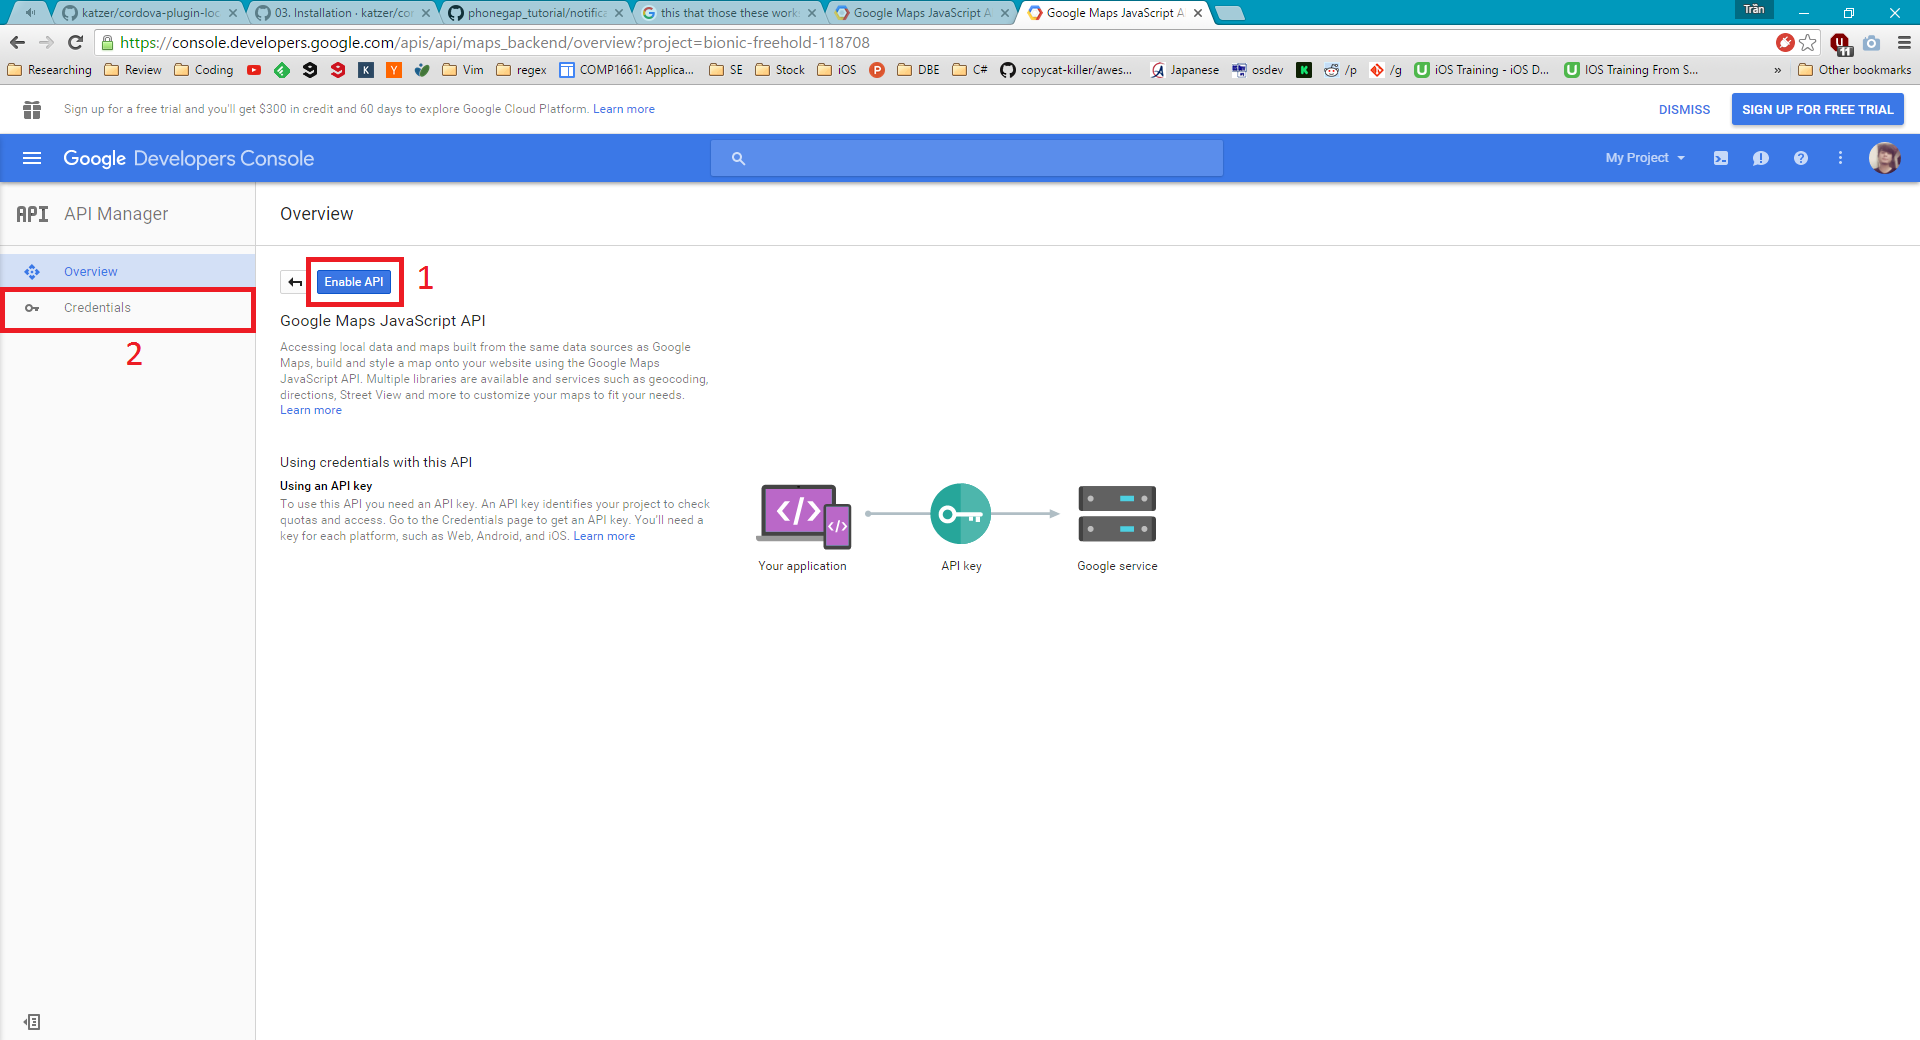 katzer/cordova-plugin-loc
03. Installation · katzer/cor
phonegap_tutorial/notifica
this that those these works
Google Maps JavaScript A
Google Maps JavaScript A
Trần
https://console.developers.google.com/apis/api/maps_backend/overview?project=bionic-freehold-118708
11
Researching
Review
Coding
Vim
regex
COMP1661: Applica...
SE
Stock
iOS
DBE
C#
copycat-killer/awes...
Japanese
osdev
/p
/g
iOS Training - iOS D...
IOS Training From S...
»
Other bookmarks
Sign up for a free trial and you'll get $300 in credit and 60 days to explore Google Cloud Platform. Learn more
DISMISS
SIGN UP FOR FREE TRIAL
Google Developers Console
My Project
API
API Manager
Overview
Overview
Credentials
2
Enable API
1
Google Maps JavaScript API
Accessing local data and maps built from the same data sources as Google
Maps, build and style a map onto your website using the Google Maps
JavaScript API. Multiple libraries are available and services such as geocoding,
directions, Street View and more to customize your maps to fit your needs.
Learn more
Using credentials with this API
Using an API key
To use this API you need an API key. An API key identifies your project to check
quotas and access. Go to the Credentials page to get an API key. You'll need a
key for each platform, such as Web, Android, and iOS. Learn more
</>
</>
Your application
API key
Google service